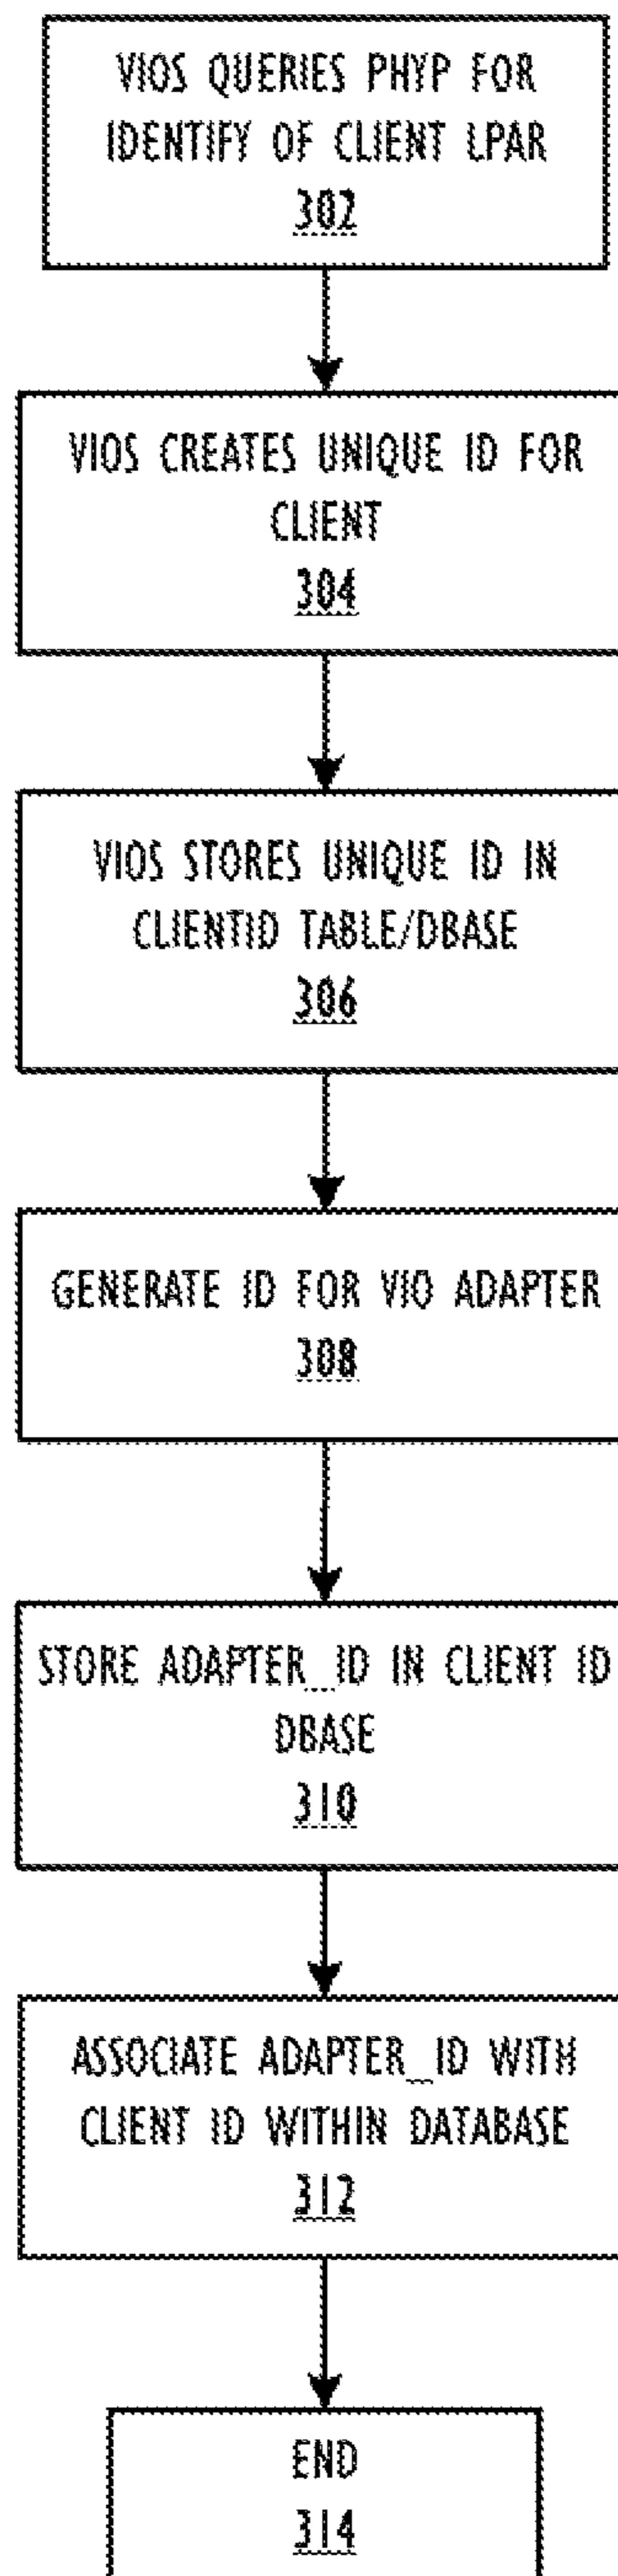 VIOS QUERIES PHYP FOR
IDENTIFY OF CLIENT LPAR
302
VIOS CREATES UNIQUE ID FOR
CLIENT
304
VIOS STORES UNIQUE ID IN
CLIENTID TABLE/DBASE
306
GENERATE ID FOR VIO ADAPTER
308
STORE ADAPTER_ID IN CLIENT ID
DBASE
310
ASSOCIATE ADAPTER_ID WITH
CLIENT ID WITHIN DATABASE
312
END
314